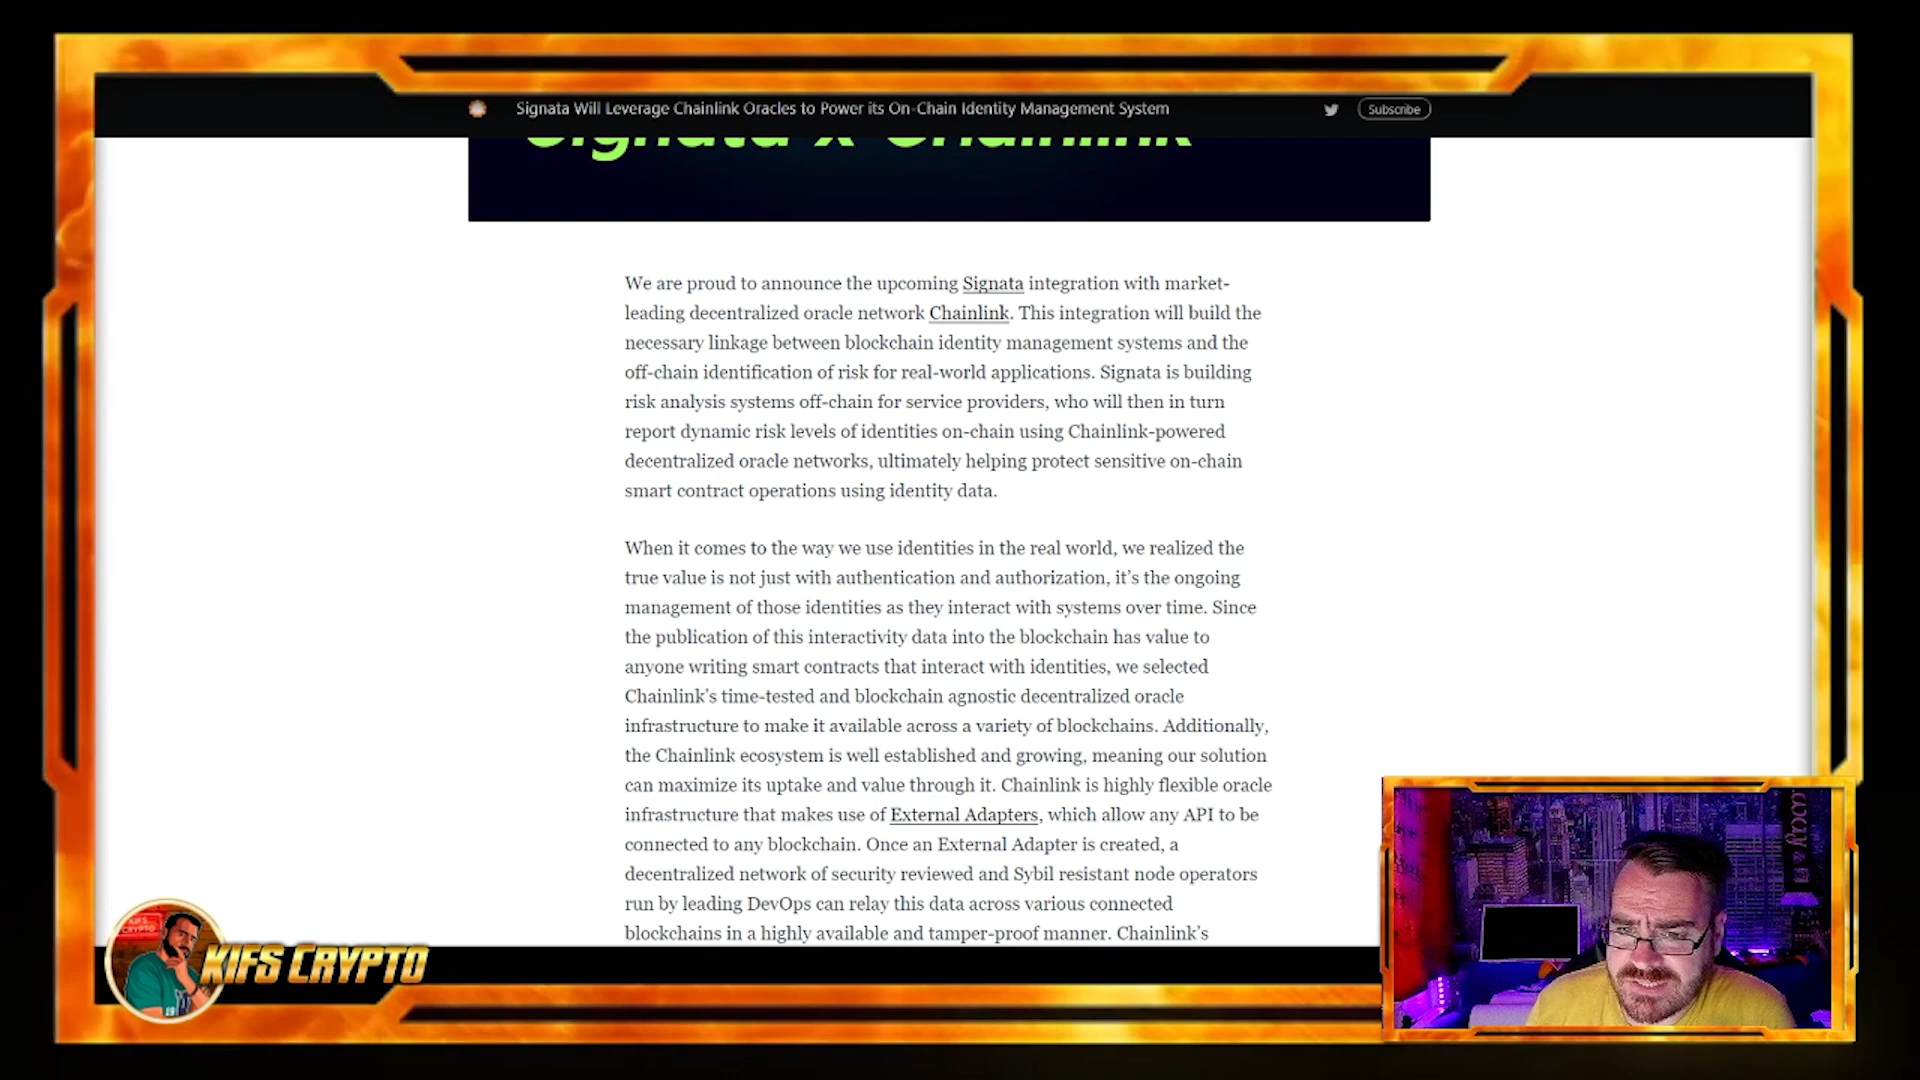 Signata Will Leverage Chainlink Oracles to Power its On-Chain Identity Management System
Subscribe
Signata x Chainlink
We are proud to announce the upcoming Signata integration with market-
leading decentralized oracle network Chainlink. This integration will build the
necessary linkage between blockchain identity management systems and the
off-chain identification of risk for real-world applications. Signata is building
risk analysis systems off-chain for service providers, who will then in turn
report dynamic risk levels of identities on-chain using Chainlink-powered
decentralized oracle networks, ultimately helping protect sensitive on-chain
smart contract operations using identity data.
When it comes to the way we use identities in the real world, we realized the
true value is not just with authentication and authorization, it’s the ongoing
management of those identities as they interact with systems over time. Since
the publication of this interactivity data into the blockchain has value to
anyone writing smart contracts that interact with identities, we selected
Chainlink’s time-tested and blockchain agnostic decentralized oracle
infrastructure to make it available across a variety of blockchains. Additionally,
the Chainlink ecosystem is well established and growing, meaning our solution
can maximize its uptake and value through it. Chainlink is highly flexible oracle
infrastructure that makes use of External Adapters, which allow any API to be
connected to any blockchain. Once an External Adapter is created, a
decentralized network of security reviewed and Sybil resistant node operators
run by leading DevOps can relay this data across various connected
blockchains in a highly available and tamper-proof manner. Chainlink’s
KIFS CRYPTO
KIFS
CRYPTO
19